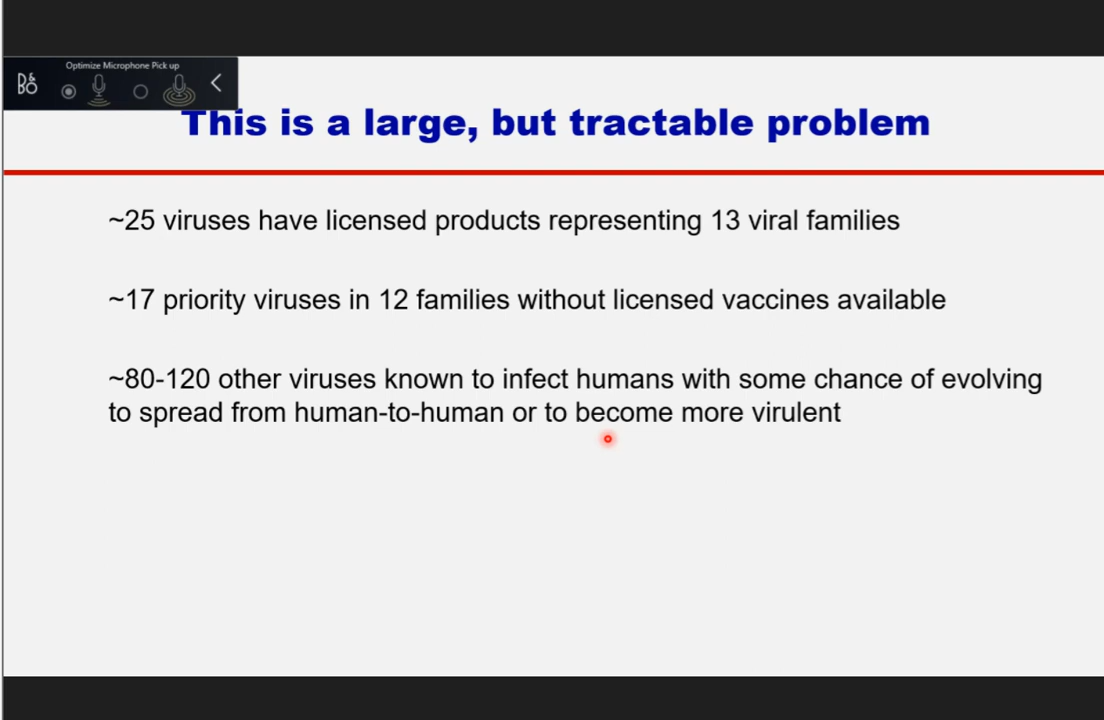 Optimize Microphone Pick up
B&O
This is a large, but tractable problem
~25 viruses have licensed products representing 13 viral families
~17 priority viruses in 12 families without licensed vaccines available
~80-120 other viruses known to infect humans with some chance of evolving
to spread from human-to-human or to become more virulent